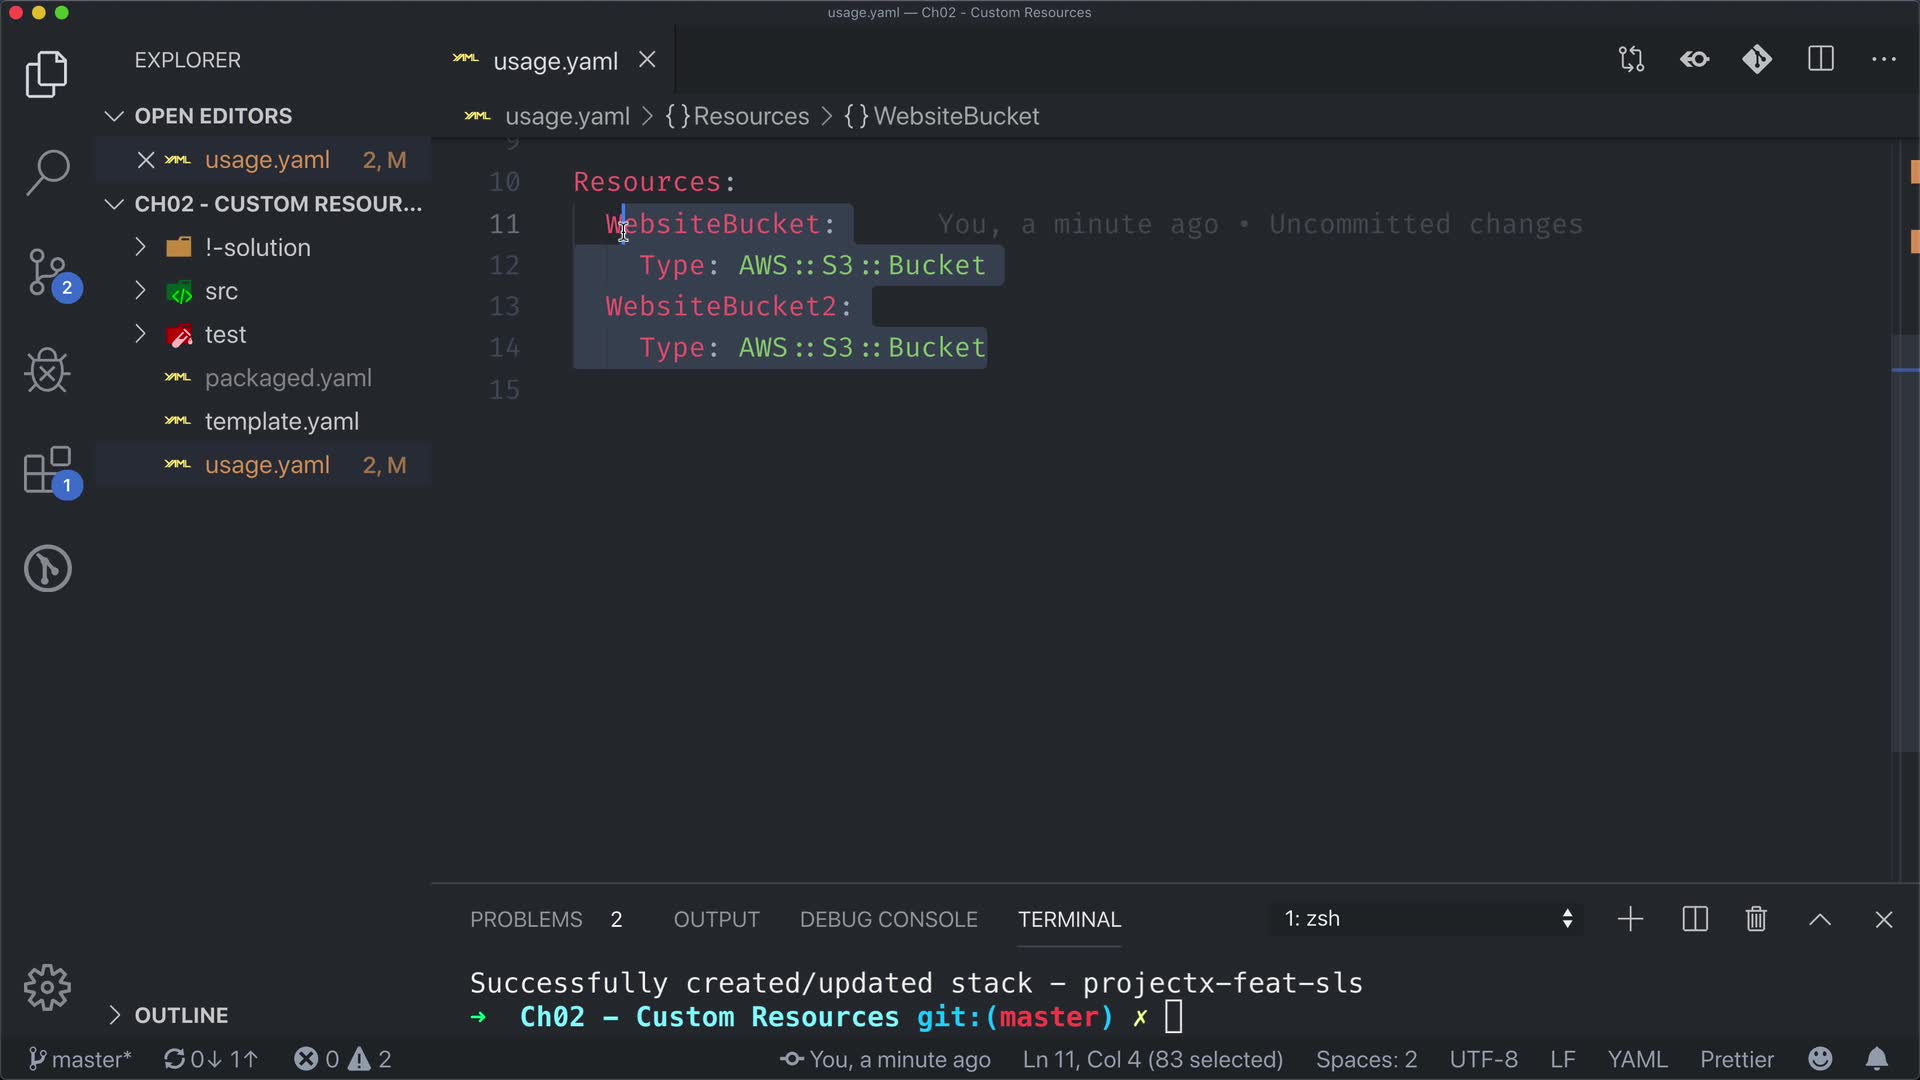 usage.yaml — Ch02 - Custom Resources
EXPLORER
usage.yaml
OPEN EDITORS
usage.yaml > {} Resources > {} WebsiteBucket
usage.yaml 2, M
CH02 - CUSTOM RESOUR...
!-solution
src
test
packaged.yaml
template.yaml
usage.yaml 2, M
9
10 Resources:
11 WebsiteBucket: You, a minute ago • Uncommitted changes
12 Type: AWS::S3::Bucket
13 WebsiteBucket2:
14 Type: AWS::S3::Bucket
15
2
1
PROBLEMS 2 OUTPUT DEBUG CONSOLE TERMINAL 1: zsh
Successfully created/updated stack - projectx-feat-sls
➜ Ch02 - Custom Resources git:(master) ✗
OUTLINE
master* 0↓ 1↑ 0 2 You, a minute ago Ln 11, Col 4 (83 selected) Spaces: 2 UTF-8 LF YAML Prettier